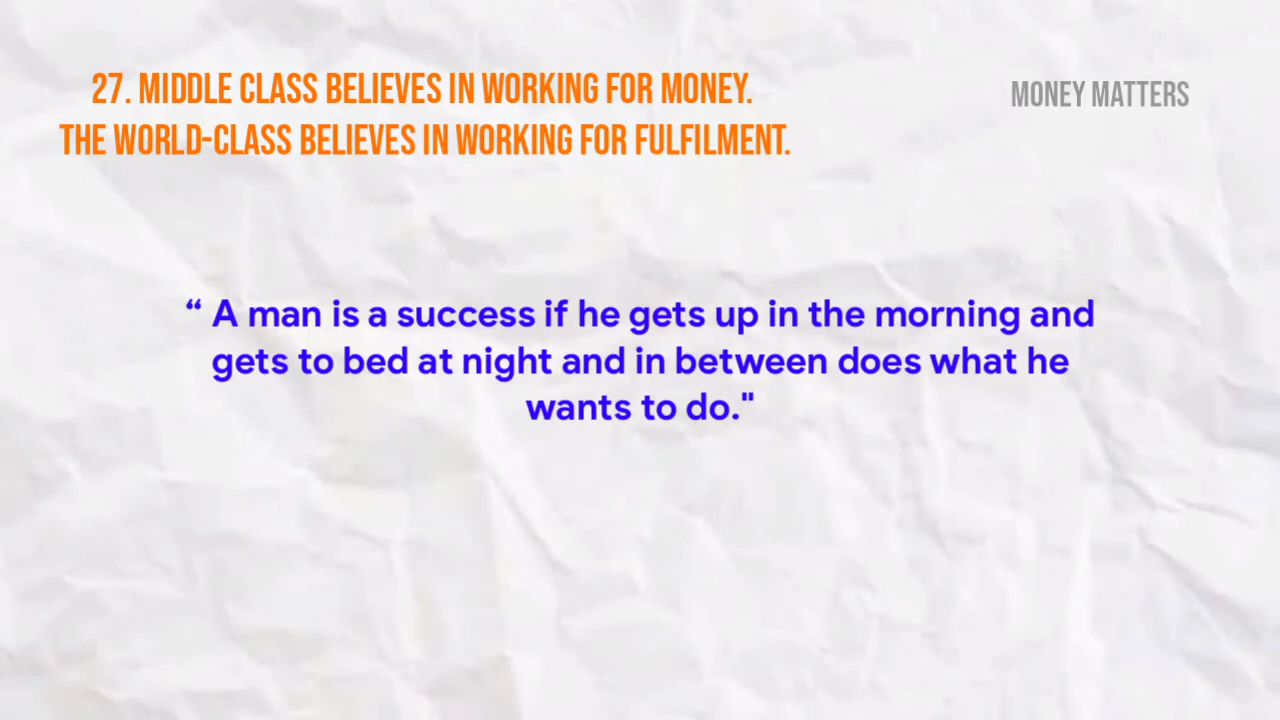 27. MIDDLE CLASS BELIEVES IN WORKING FOR MONEY.
THE WORLD-CLASS BELIEVES IN WORKING FOR FULFILMENT.
MONEY MATTERS
“ A man is a success if he gets up in the morning and
gets to bed at night and in between does what he
wants to do."